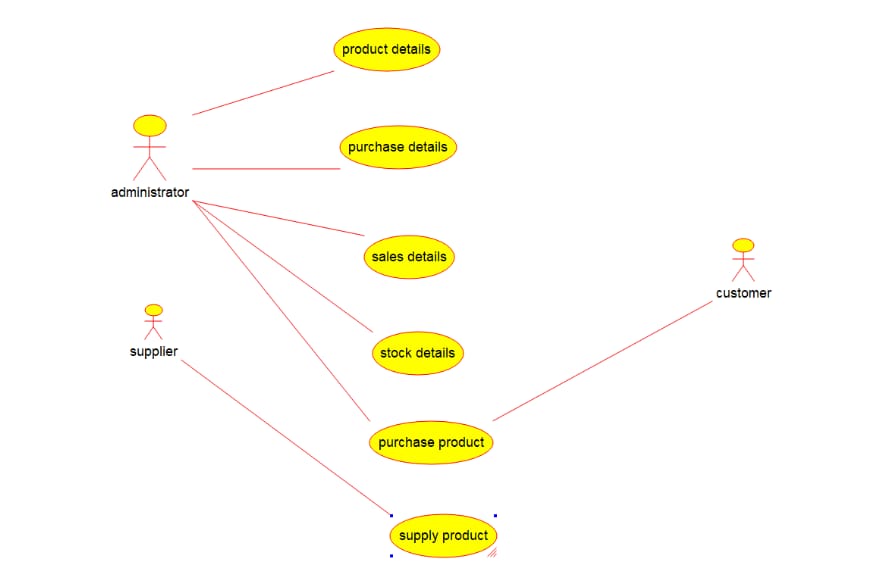 product details
purchase details
administrator
sales details
customer
supplier
stock details
purchase product
supply product